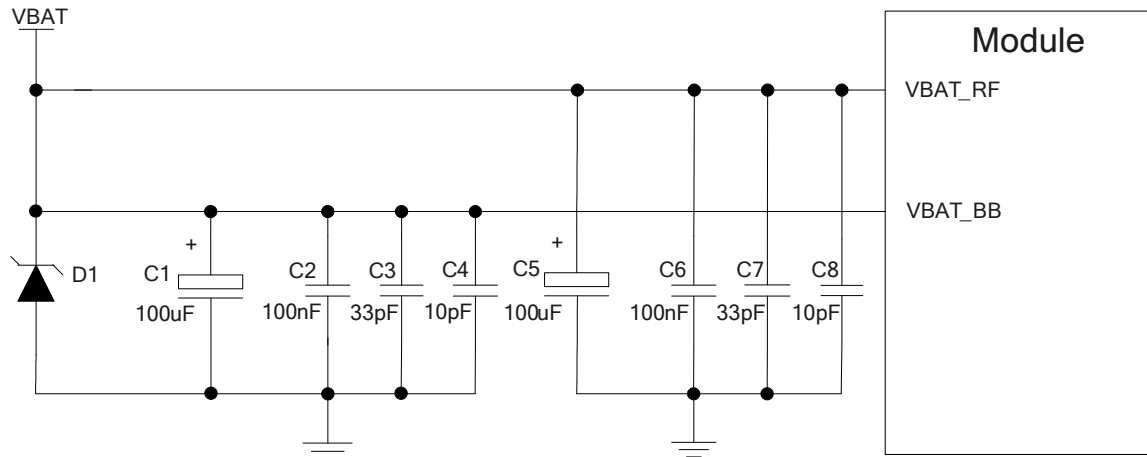 VBAT
Module
VBAT_RF
VBAT_BB
+
+
D1
C1
100uF
C2
100nF
C3
33pF
C4
10pF
C5
100uF
C6
100nF
C7
33pF
C8
10pF